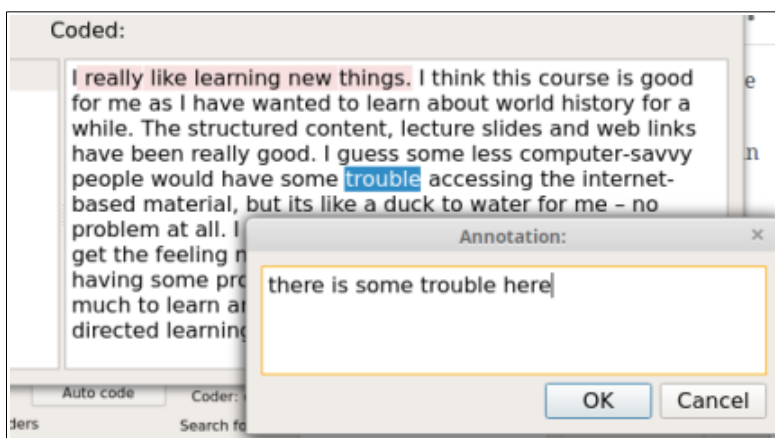 Coded:
I really like learning new things. I think this course is good
for me as I have wanted to learn about world history for a
while. The structured content, lecture slides and web links
have been really good. I guess some less computer-savvy
people would have some trouble accessing the internet-
based material, but its like a duck to water for me – no
problem at all. I
get the feeling
having some
much to learn
directed learning
Annotation:
there is some trouble here
OK
Cancel
Auto code
Coder:
Search